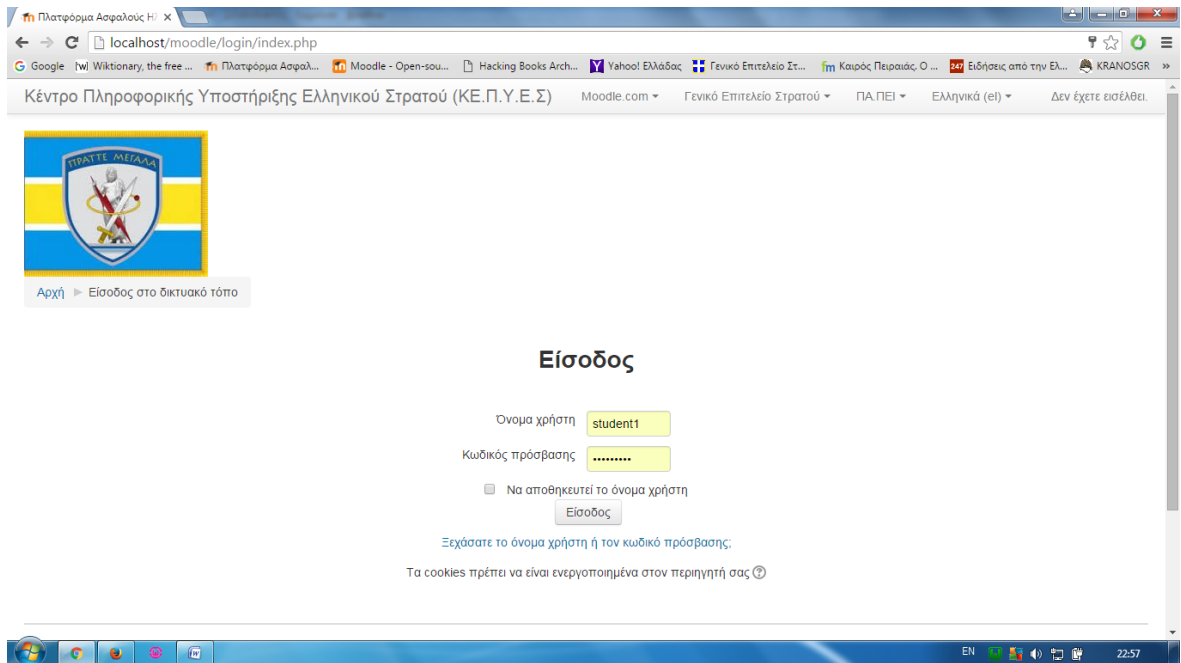 Πλατφόρμα Ασφαλούς Η
localhost/moodle/login/index.php
Google Wiktionary, the free ... Πλατφόρμα Ασφαλ... Moodle - Open-sou... Hacking Books Arch... Yahoo! Ελλάδας Γενικό Επιτελείο Στ... Καιρός Πειραιάς. Ο ... 247 Ειδήσεις από την Ελ... KRANOSGR »
Κέντρο Πληροφορικής Υποστήριξης Ελληνικού Στρατού (ΚΕ.Π.Υ.Ε.Σ) Moodle.com Γενικό Επιτελείο Στρατού ΠΑ.ΠΕΙ Ελληνικά (el) Δεν έχετε εισέλθει.
ΠΡΑΤΤΕ ΜΕΓΑΛΑ
Αρχή ► Είσοδος στο δικτυακό τόπο
Είσοδος
Όνομα χρήστη student1
Κωδικός πρόσβασης •••••••••
Να αποθηκευτεί το όνομα χρήστη
Είσοδος
Ξεχάσατε το όνομα χρήστη ή τον κωδικό πρόσβασης;
Τα cookies πρέπει να είναι ενεργοποιημένα στον περιηγητή σας
EN 22:57